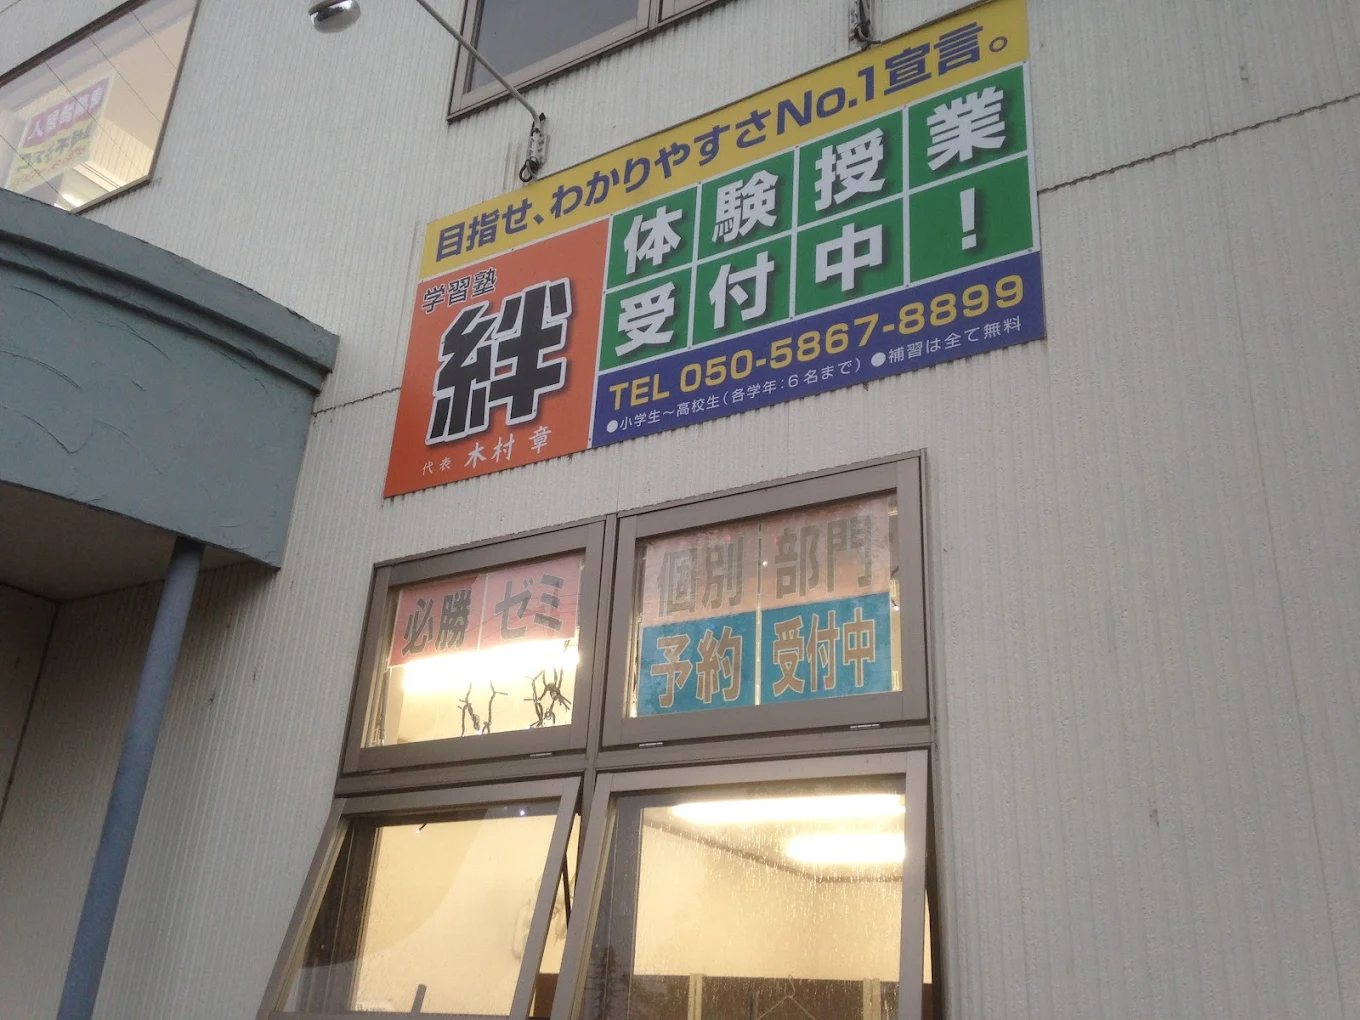 目指せ、わかりやすさNo.1宣言。
学習塾
絆
代表 木村 章
体験授業
受付中！
TEL 050-5867-8899
●小学生～高校生（各学年：6名まで）●補習は全て無料
必勝ゼミ
個別部門
予約受付中